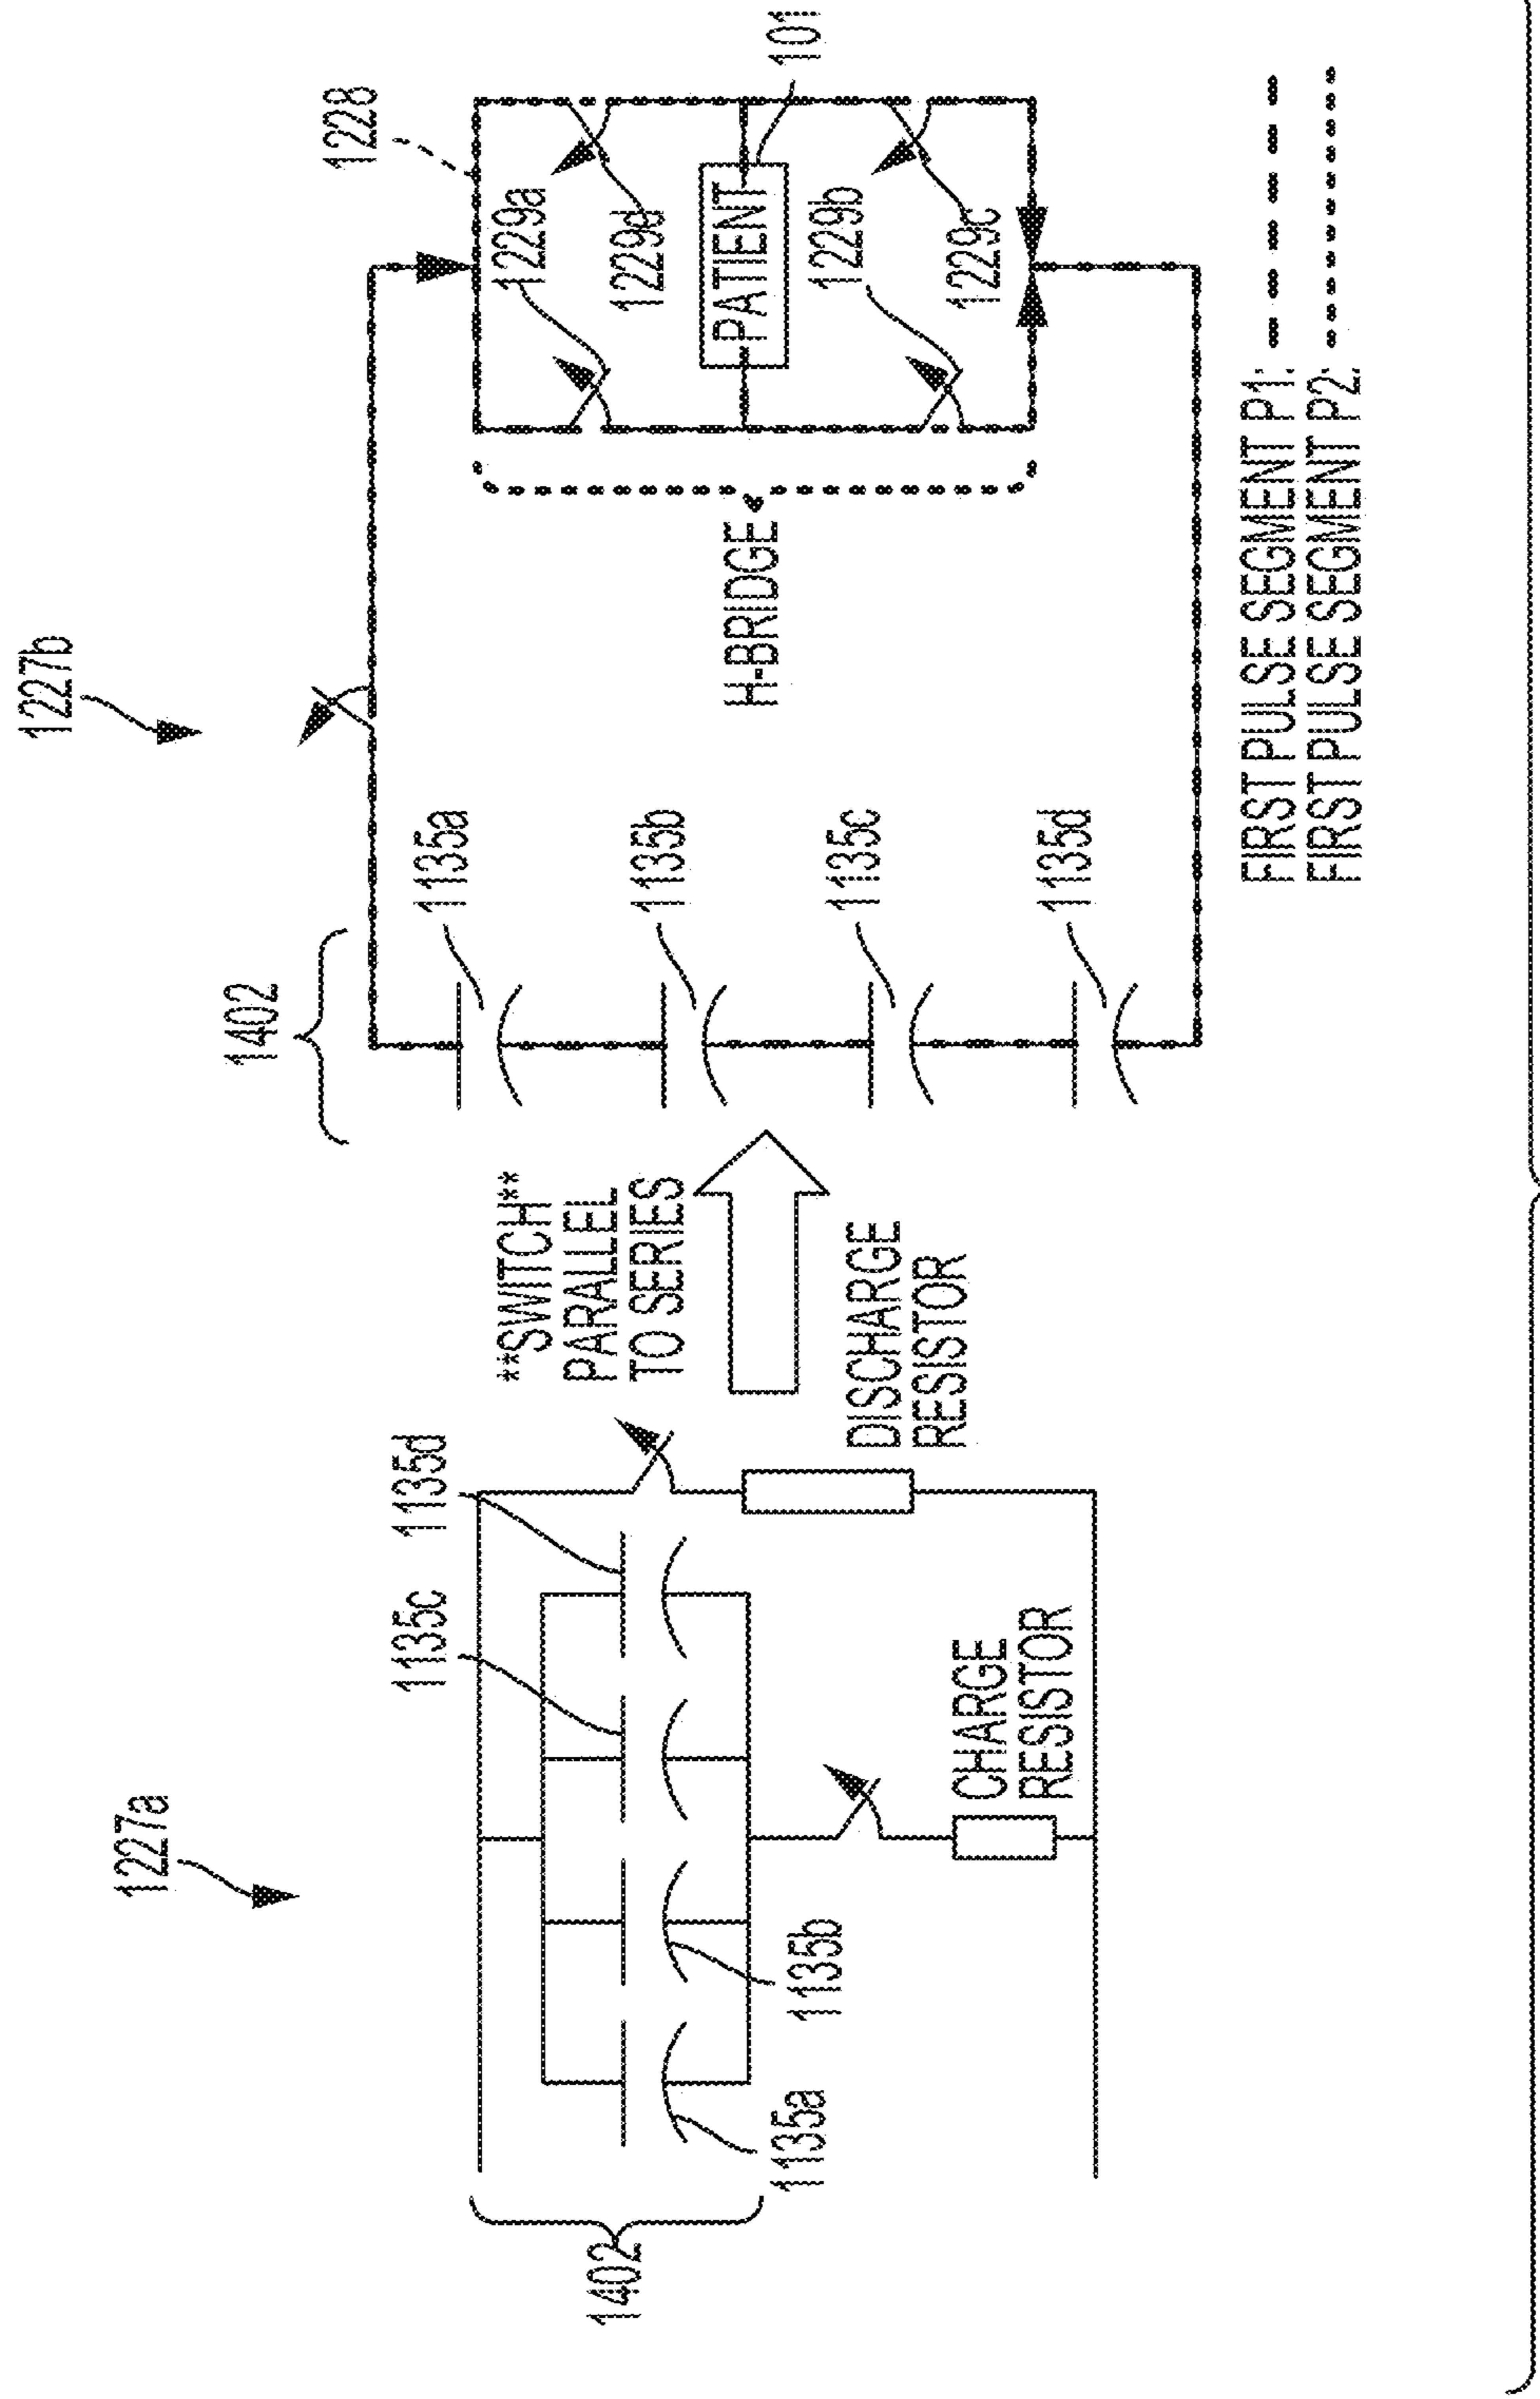 1227a
1402
1135a
1135b
1135c
1135d
CHARGE
RESISTOR
DISCHARGE
RESISTOR
**SWITCH**
PARALLEL
TO SERIES
1227b
1402
1135a
1135b
1135c
1135d
H-BRIDGE
1228
1229a
1229d
PATIENT
101
1229b
1229c
FIRST PULSE SEGMENT P1:
FIRST PULSE SEGMENT P2: